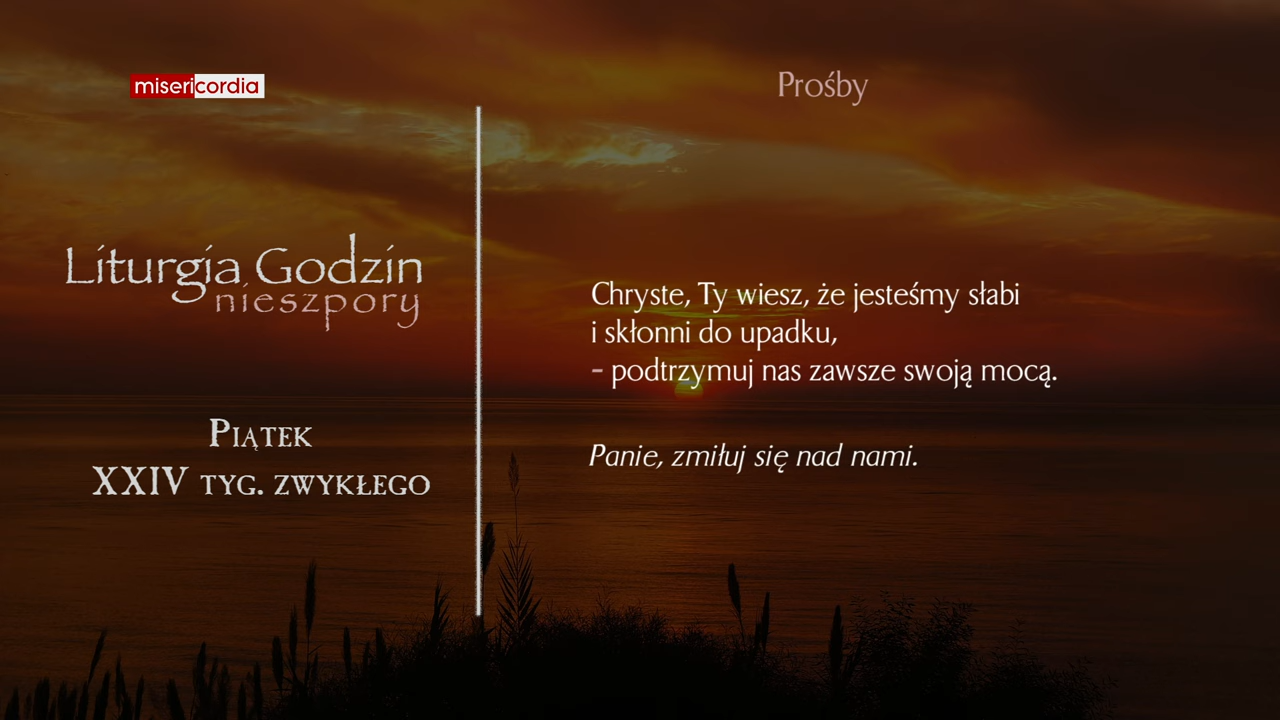 misericordia
Liturgia Godzin
nieszpory
Piątek
XXIV tyg. zwykłego
Prośby
Chryste, Ty wiesz, że jesteśmy słabi
i skłonni do upadku,
– podtrzymuj nas zawsze swoją mocą.
Panie, zmiłuj się nad nami.